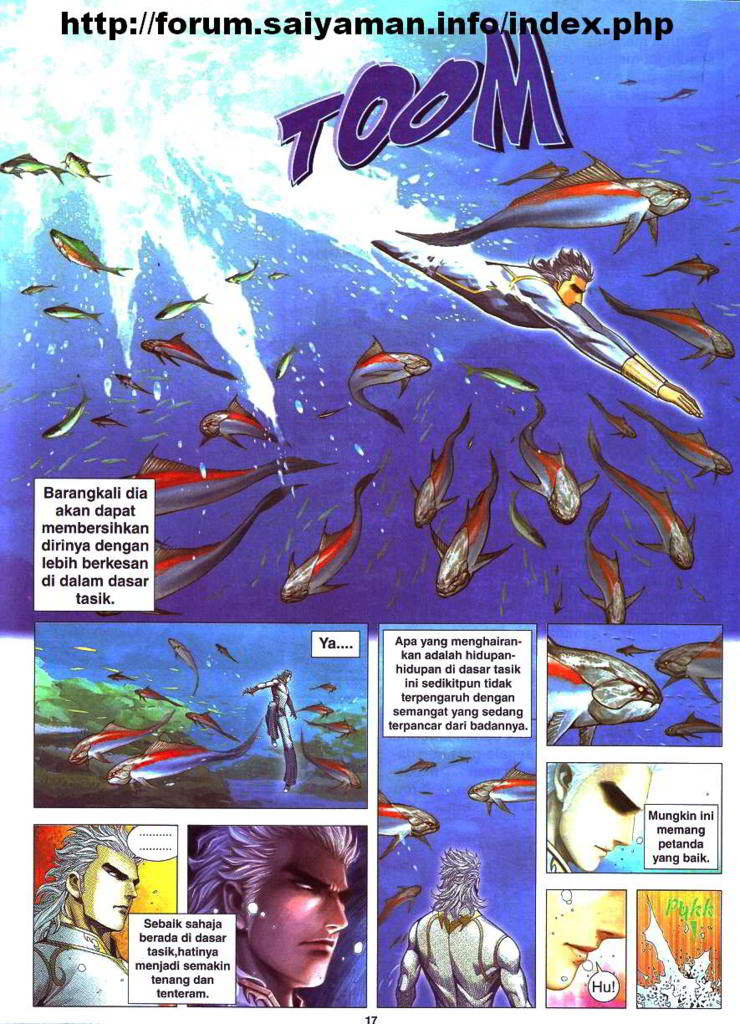 http://forum.saiyaman.info/index.php
TOOM
Barangkali dia
akan dapat
membersihkan
dirinya dengan
lebih berkesan
di dalam dasar
tasik.
Ya....
Apa yang menghairan-
kan adalah hidupan-
hidupan di dasar tasik
ini sedikitpun tidak
terpengaruh dengan
semangat yang sedang
terpancar dari badannya.
Mungkin ini
memang
petanda
yang baik.
.........
.........
Sebaik sahaja
berada di dasar
tasik,hatinya
menjadi semakin
tenang dan
tenteram.
Hu!
Pykk
!
17